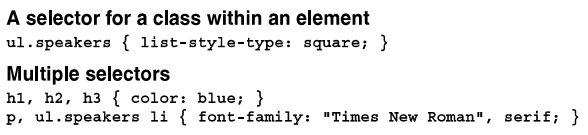 A selector for a class within an element
ul.speakers { list-style-type: square; }
Multiple selectors
h1, h2, h3 { color: blue; }
p, ul.speakers li { font-family: "Times New Roman", serif; }